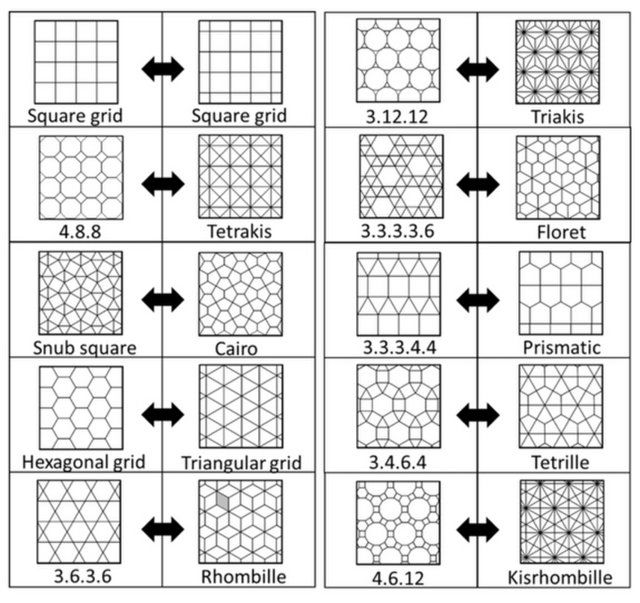 Square grid
Square grid
3.12.12
Triakis
4.8.8
Tetrakis
3.3.3.3.6
Floret
Snub square
Cairo
3.3.3.4.4
Prismatic
Hexagonal grid
Triangular grid
3.4.6.4
Tetrille
3.6.3.6
Rhombille
4.6.12
Kisrhombille